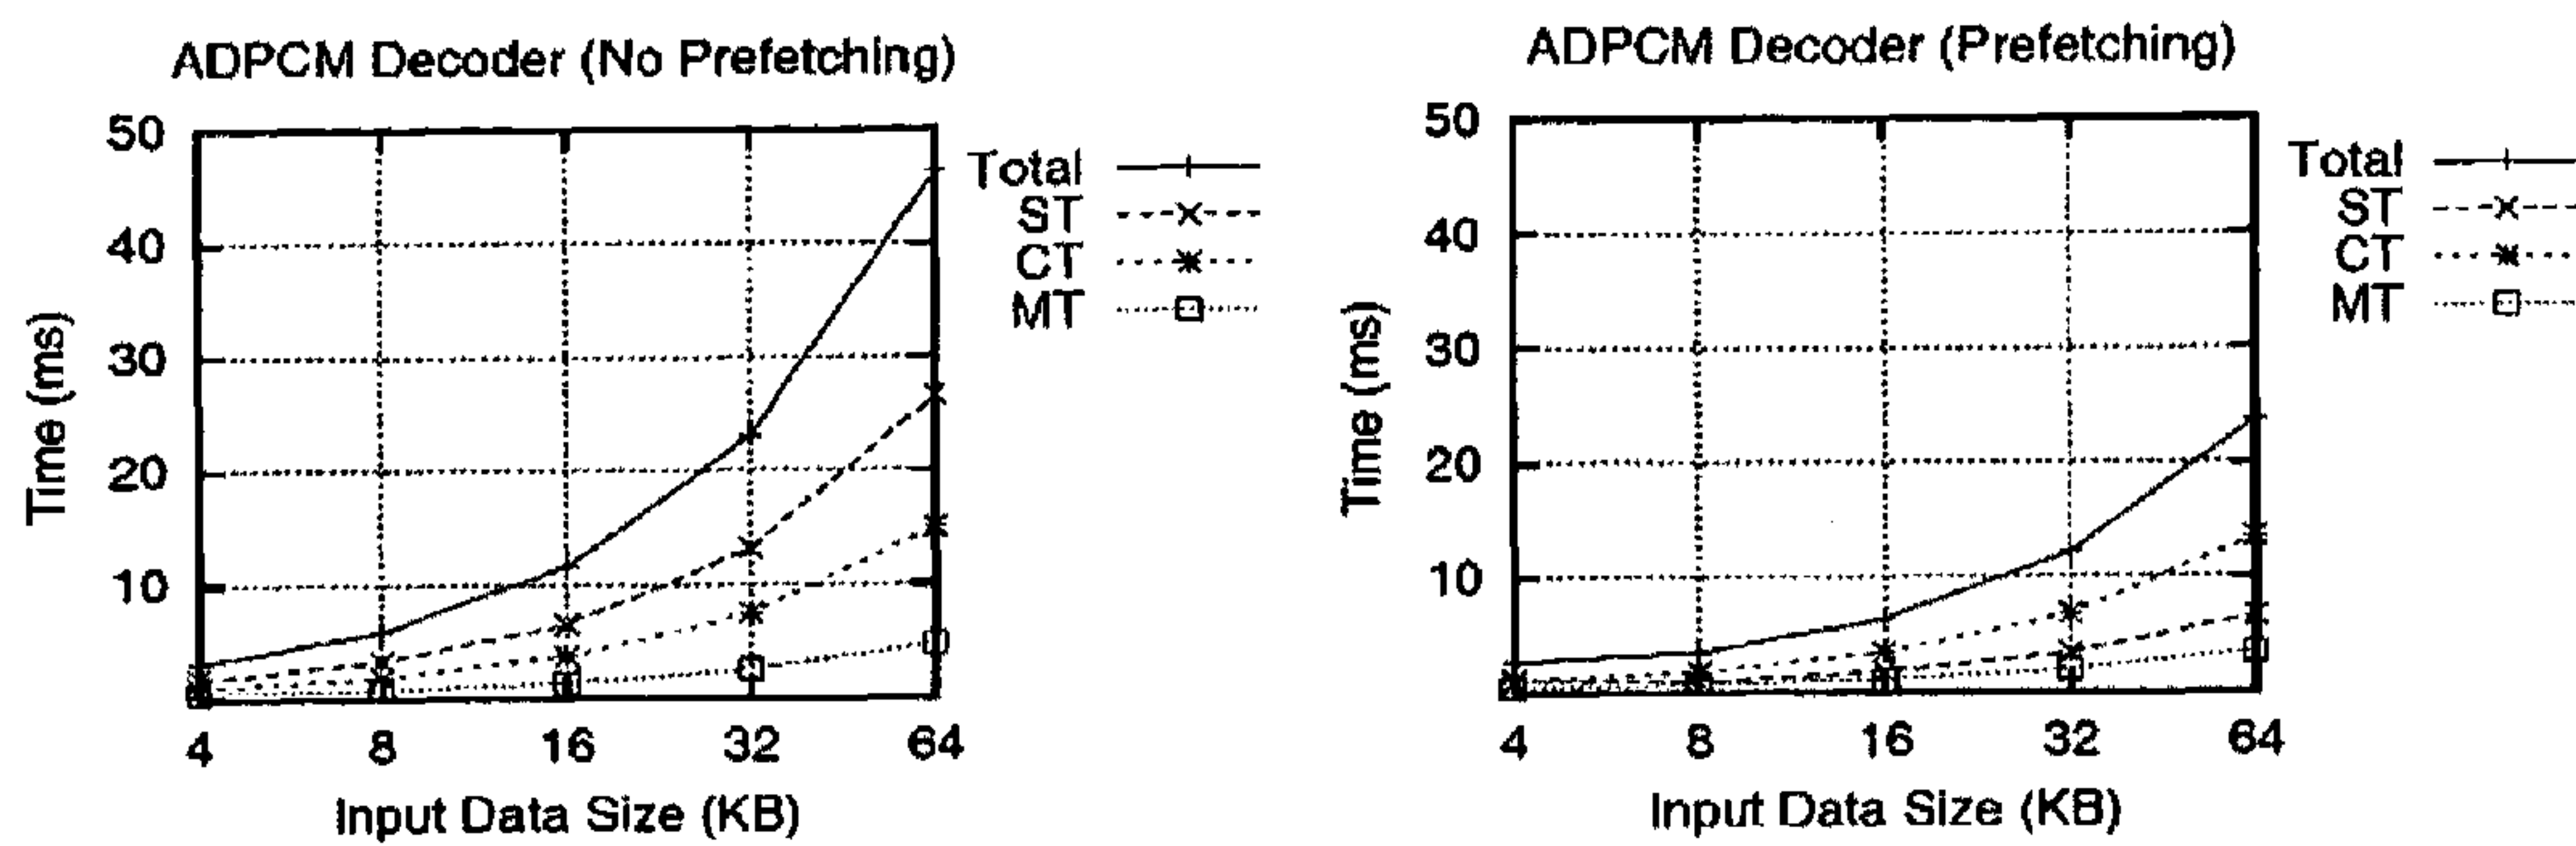 ADPCM Decoder (No Prefetching)
50
40
30
20
10
Time (ms)
4 8 16 32 64
Input Data Size (KB)
Total
ST
CT
MT
ADPCM Decoder (Prefetching)
50
40
30
20
10
Time (ms)
4 8 16 32 64
Input Data Size (KB)
Total
ST
CT
MT